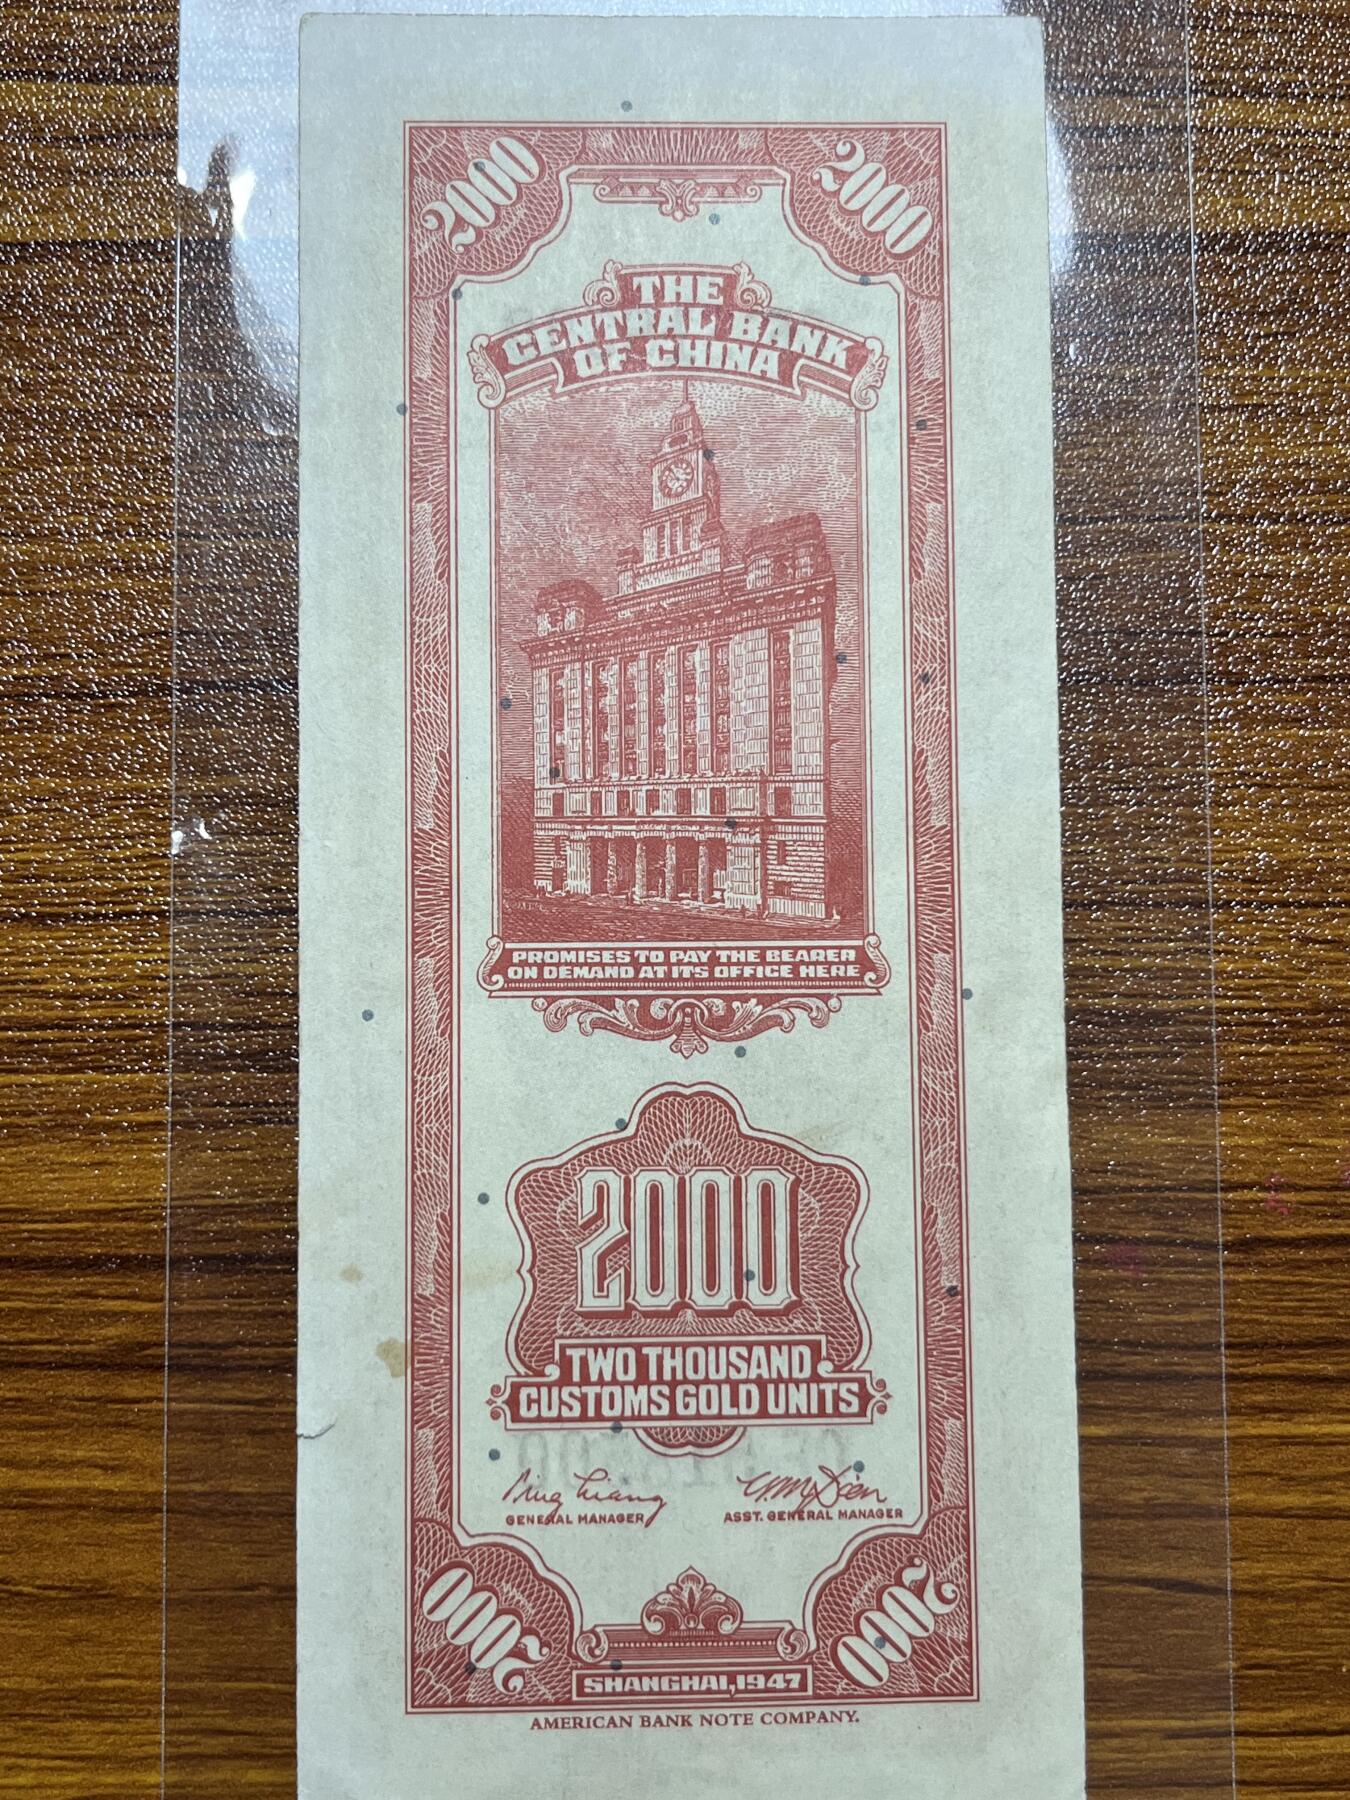 2000
2000
THE
CENTRAL BANK
OF CHINA
PROMISES TO PAY THE BEARER
ON DEMAND AT ITS OFFICE HERE
2000
TWO THOUSAND
CUSTOMS GOLD UNITS
GENERAL MANAGER
ASST. GENERAL MANAGER
2000
2000
SHANGHAI, 1947
AMERICAN BANK NOTE COMPANY.